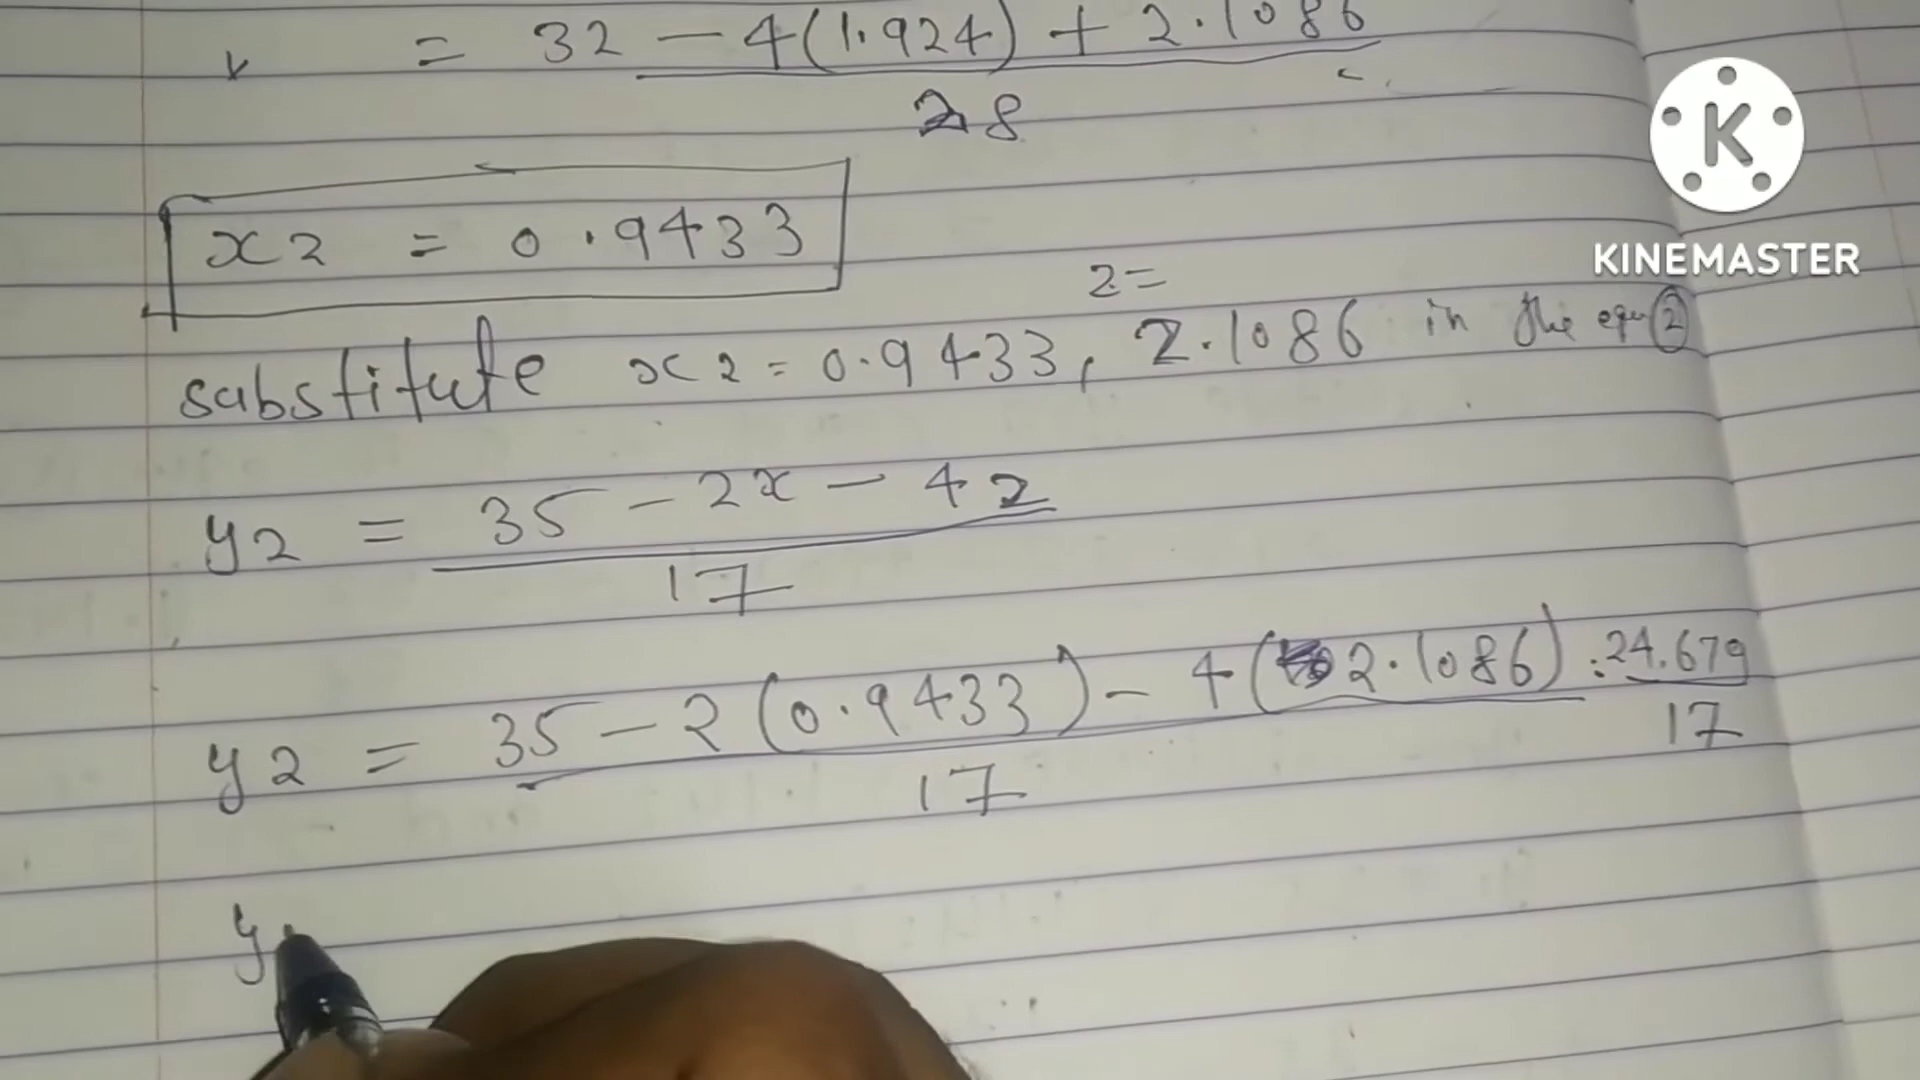 = 32 - 4(1.924) + 2.1086
28
K
KINEMASTER
x2 = 0.9433
z=
substitute x2 = 0.9433, 2.1086 in the equ ②
y2 = 35 - 2x - 4z
17
y2 = 35 - 2(0.9433) - 4(2.1086) : 24.679
17 17
y